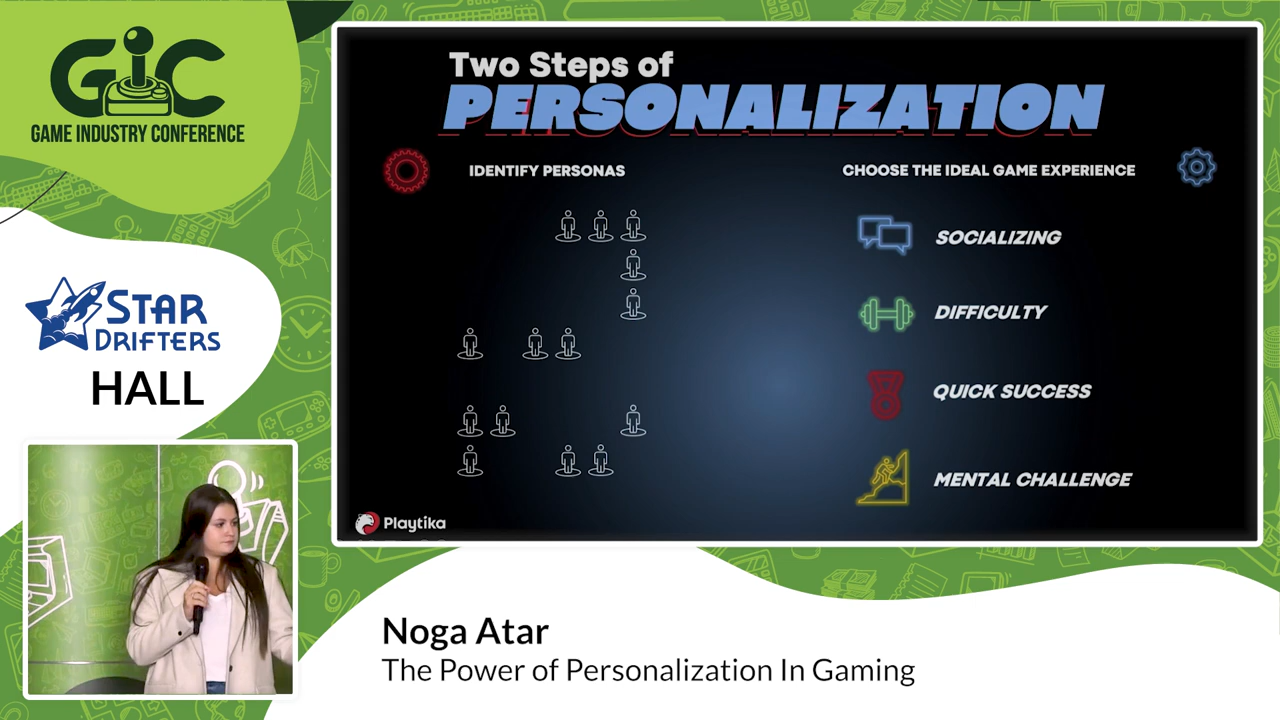 GIC
GAME INDUSTRY CONFERENCE
STAR
DRIFTERS
HALL
Two Steps of
PERSONALIZATION
IDENTIFY PERSONAS
CHOOSE THE IDEAL GAME EXPERIENCE
SOCIALIZING
DIFFICULTY
QUICK SUCCESS
MENTAL CHALLENGE
Playtika
Noga Atar
The Power of Personalization In Gaming